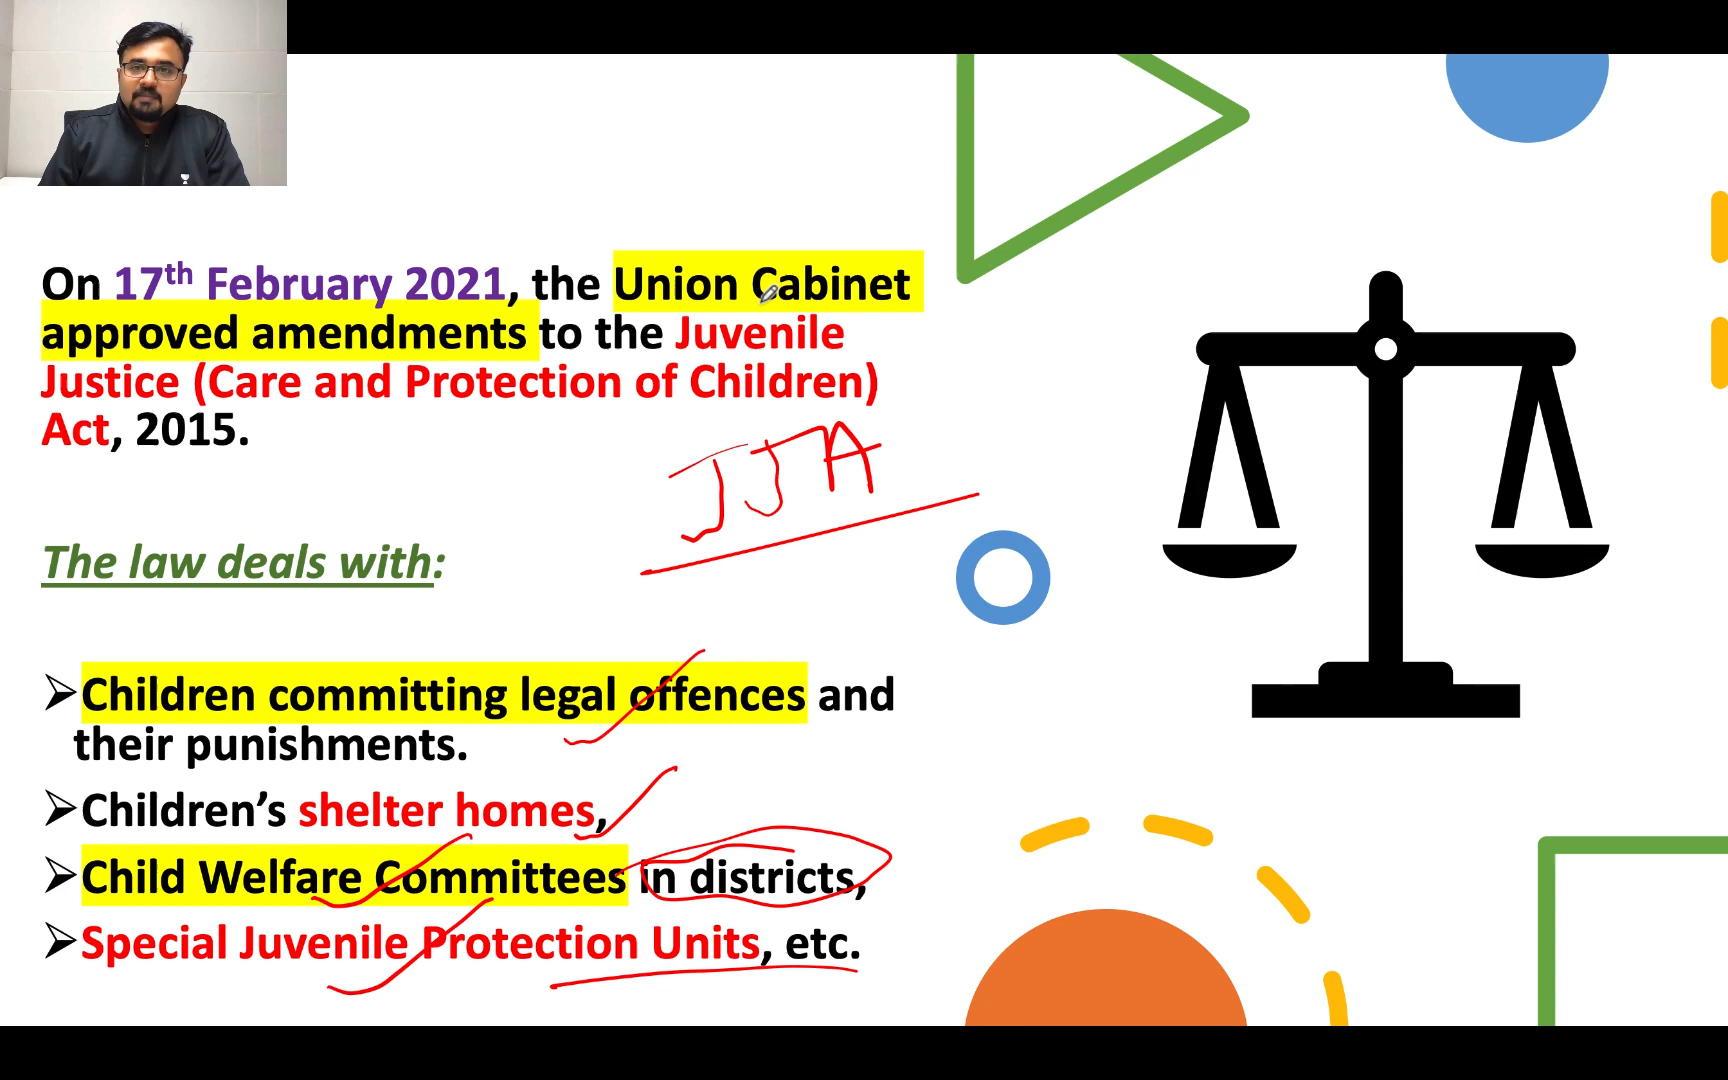 On 17th February 2021, the Union Cabinet
approved amendments to the Juvenile
Justice (Care and Protection of Children)
Act, 2015.
JJA
The law deals with:
➢Children committing legal offences and
their punishments.
➢Children's shelter homes,
➢Child Welfare Committees in districts,
➢Special Juvenile Protection Units, etc.